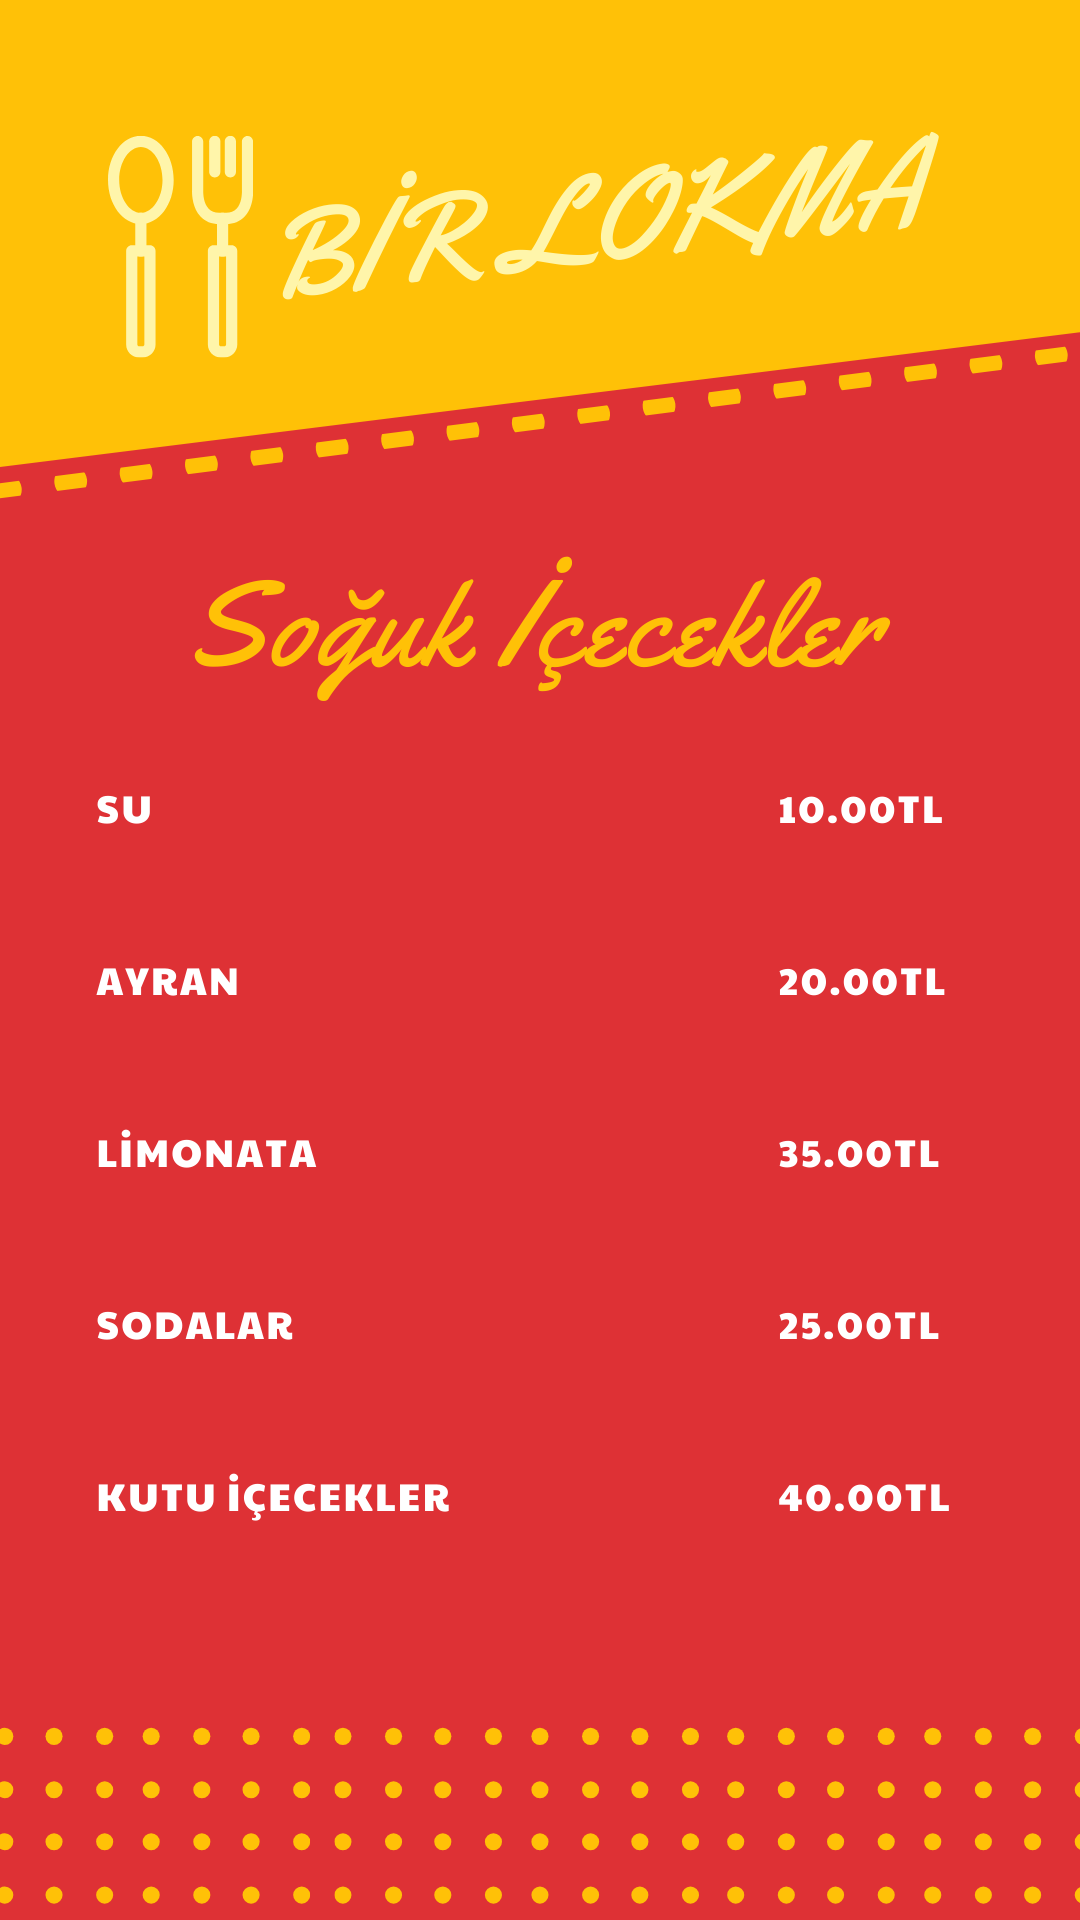 BİR LOKMA
Soğuk İçecekler
SU 10.00TL
AYRAN 20.00TL
LİMONATA 35.00TL
SODALAR 25.00TL
KUTU İÇECEKLER 40.00TL